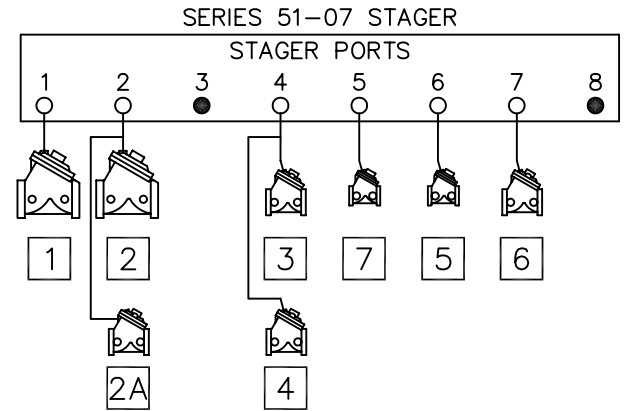 SERIES 51-07 STAGER
STAGER PORTS
1 2 3 4 5 6 7 8
1 2 3 7 5 6
2A 4